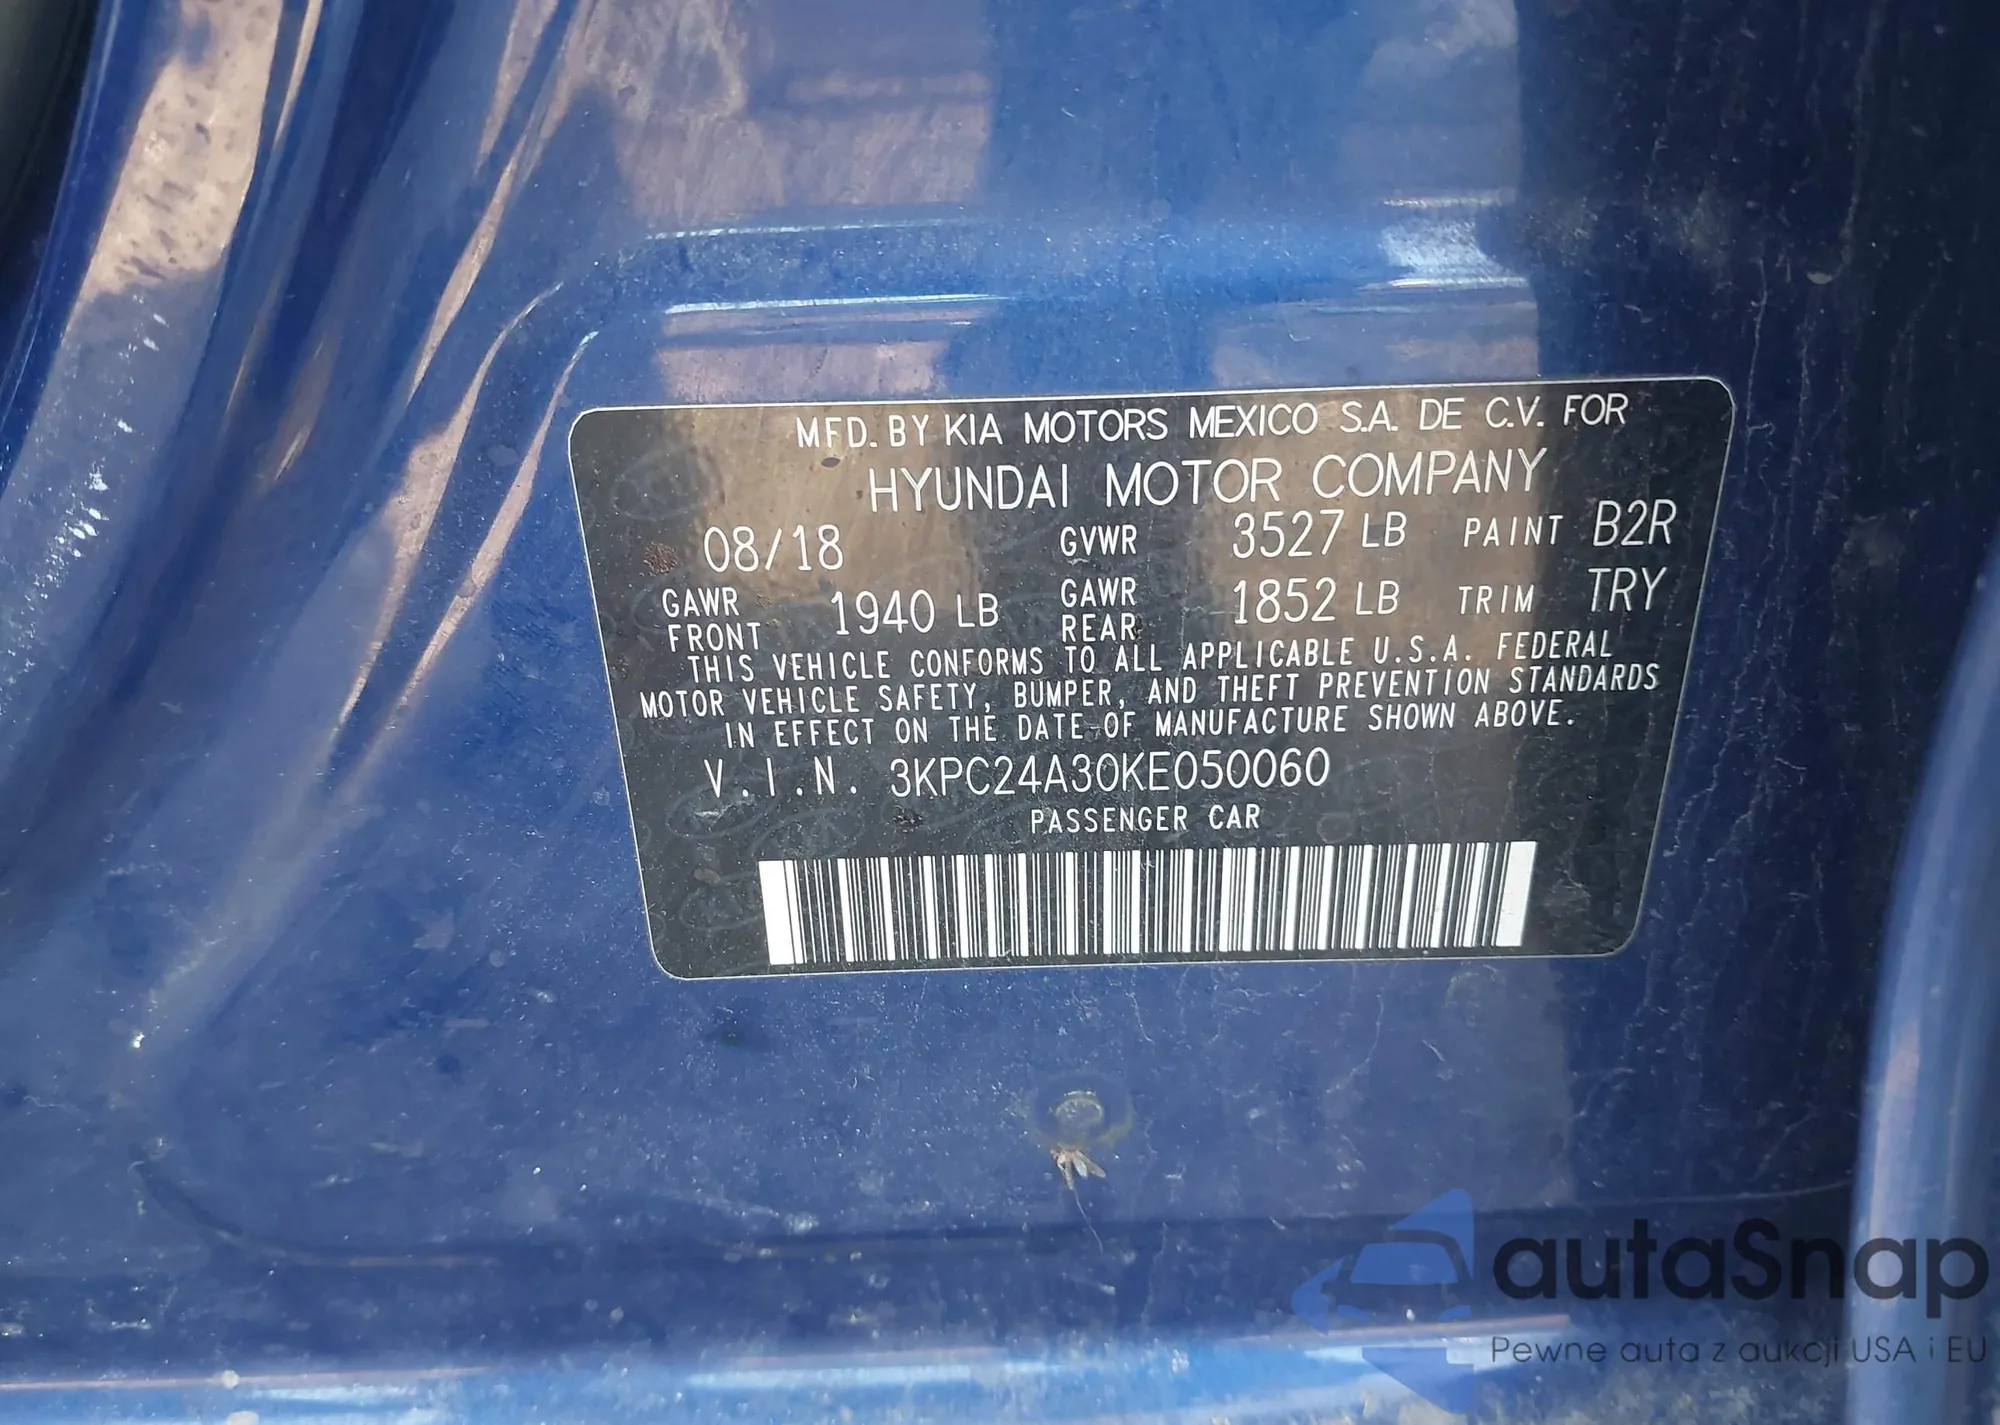 MFD. BY KIA MOTORS MEXICO S.A. DE C.V. FOR
HYUNDAI MOTOR COMPANY
08/18 GVWR 3527 LB PAINT B2R
GAWR FRONT 1940 LB GAWR REAR 1852 LB TRIM TRY
THIS VEHICLE CONFORMS TO ALL APPLICABLE U.S.A. FEDERAL
MOTOR VEHICLE SAFETY, BUMPER, AND THEFT PREVENTION STANDARDS
IN EFFECT ON THE DATE OF MANUFACTURE SHOWN ABOVE.
V.I.N. 3KPC24A30KE050060
PASSENGER CAR
autaSnap
Pewne auta z aukcji USA i EU